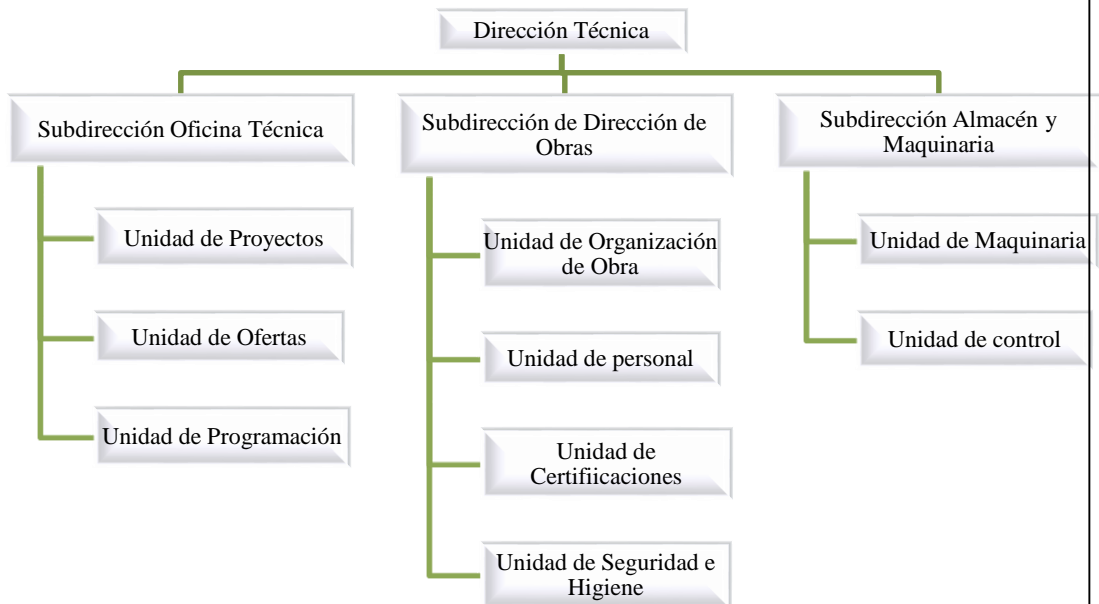 Dirección Técnica
Subdirección Oficina Técnica
Unidad de Proyectos
Unidad de Ofertas
Unidad de Programación
Subdirección de Dirección de
Obras
Unidad de Organización
de Obra
Unidad de personal
Unidad de
Certifiicaciones
Unidad de Seguridad e
Higiene
Subdirección Almacén y
Maquinaria
Unidad de Maquinaria
Unidad de control